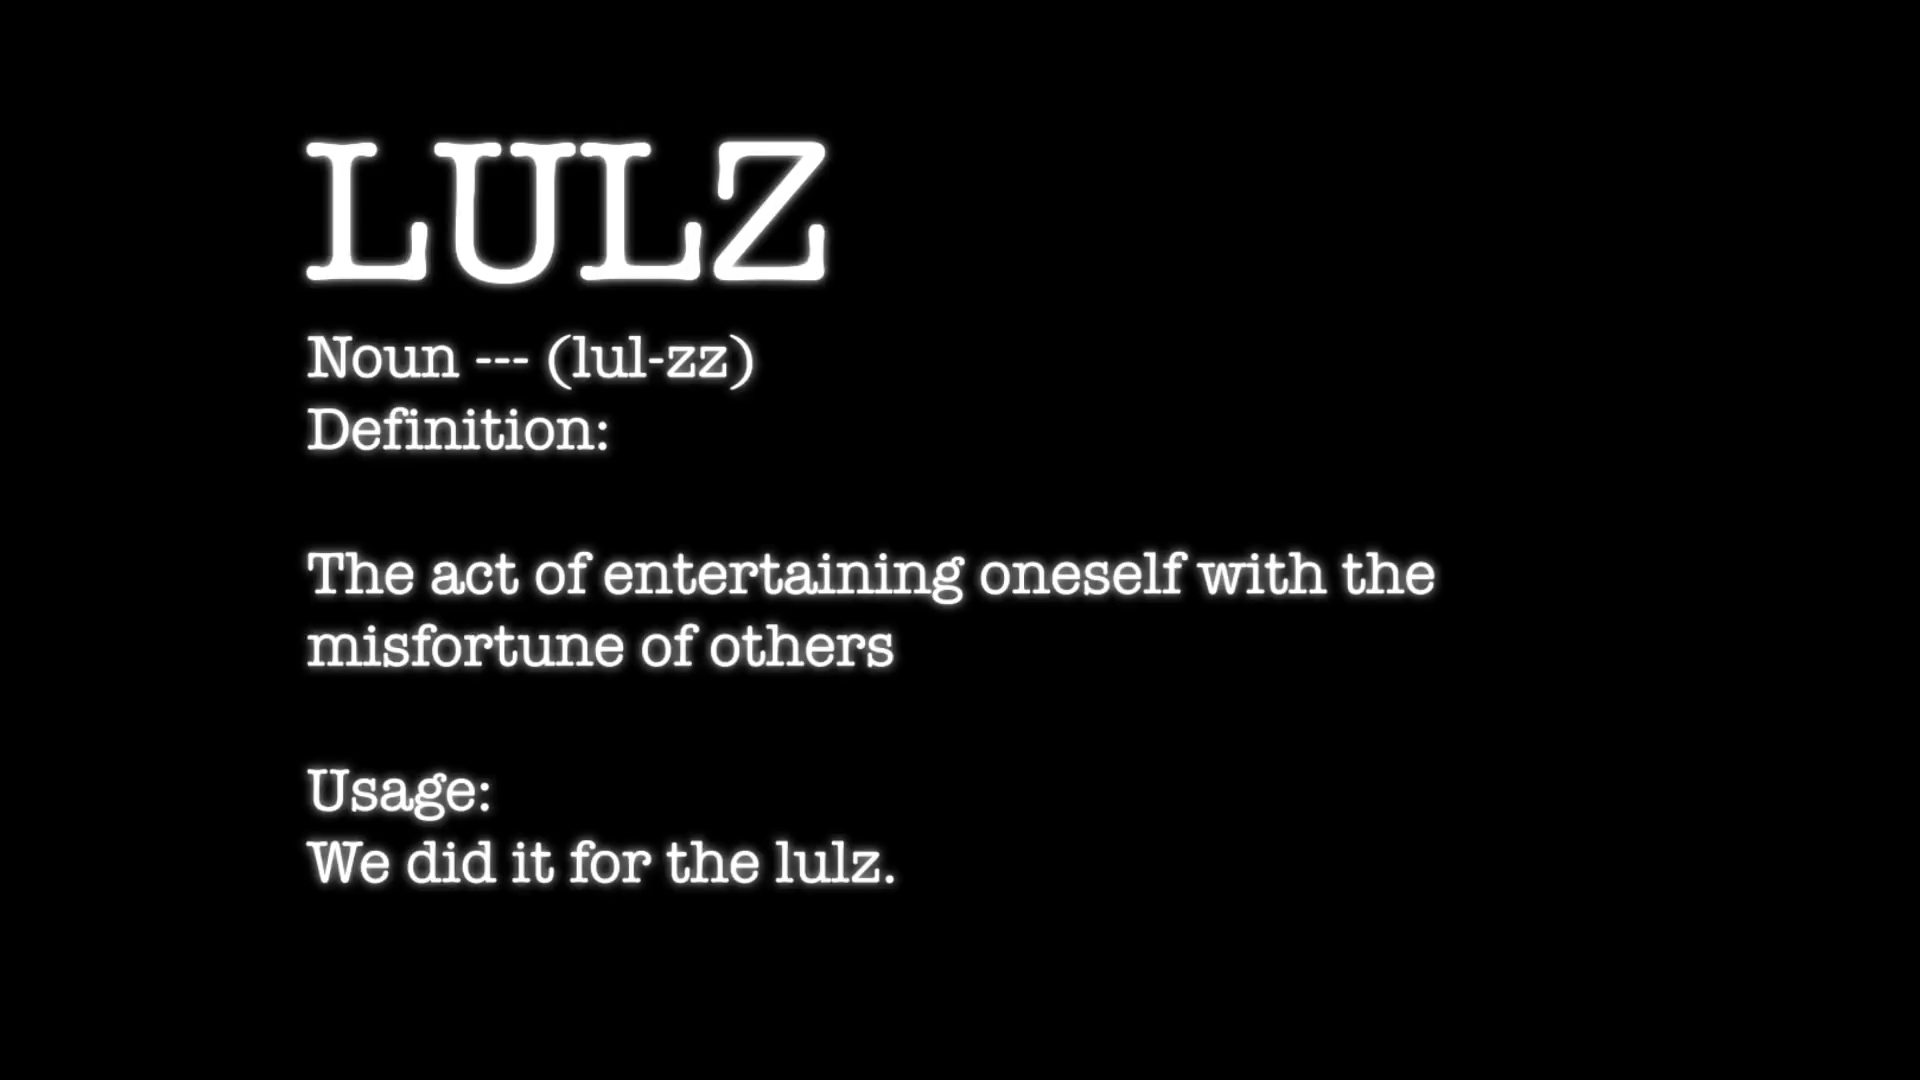 LULZ
Noun --- (lul-zz)
Definition:
The act of entertaining oneself with the
misfortune of others
Usage:
We did it for the lulz.